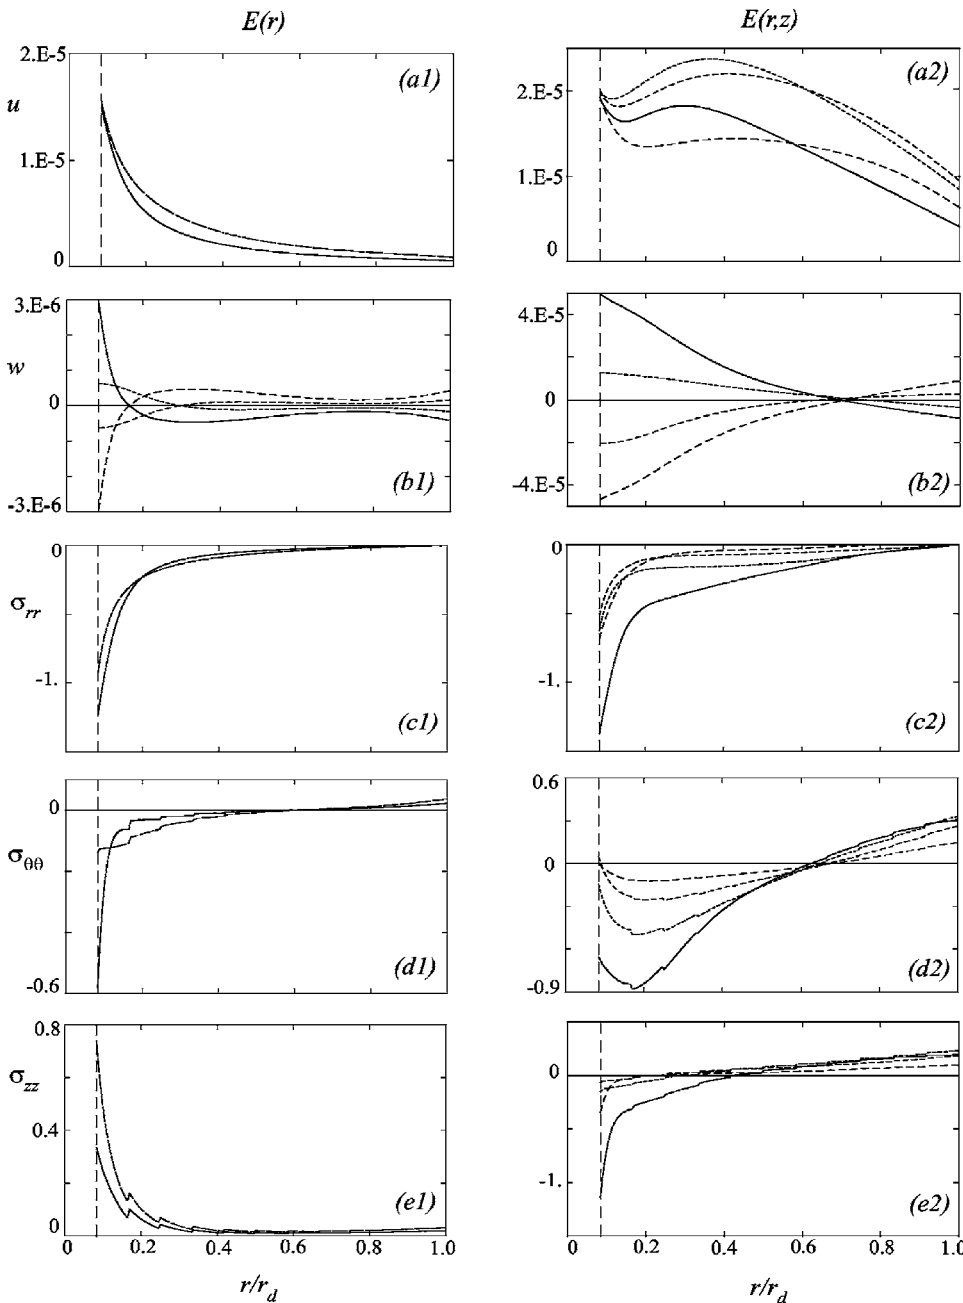 E(r)
E(r,z)
2.E-5
(a1)
u
1.E-5
0
(a2)
2.E-5
1.E-5
0
3.E-6
w
0
-3.E-6
(b1)
4.E-5
0
-4.E-5
(b2)
0
σrr
-1.
(c1)
0
-1.
(c2)
0
σθθ
-0.6
(d1)
0.6
0
-0.9
(d2)
0.8
σzz
0.4
0
(e1)
0 0.2 0.4 0.6 0.8 1.0
r/rd
0
-1.
(e2)
0 0.2 0.4 0.6 0.8 1.0
r/rd